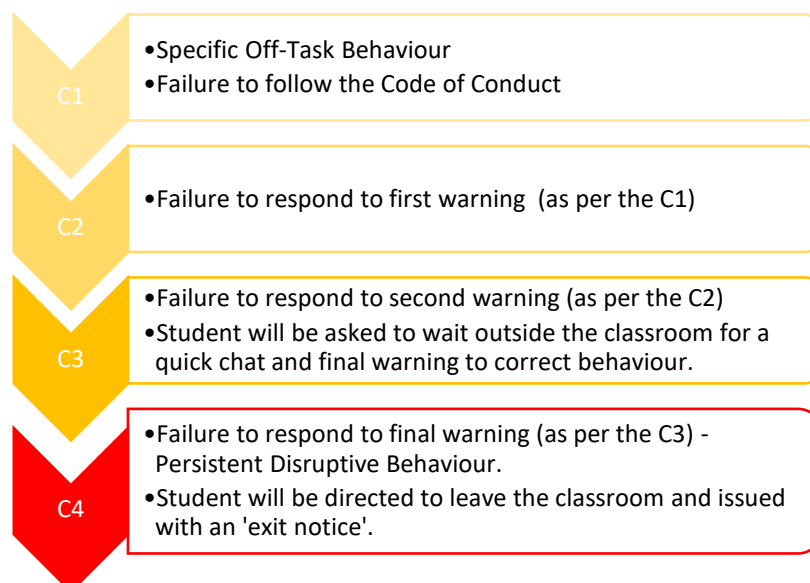 C1
•Specific Off-Task Behaviour
•Failure to follow the Code of Conduct
C2
•Failure to respond to first warning  (as per the C1)
C3
•Failure to respond to second warning (as per the C2)
•Student will be asked to wait outside the classroom for a
quick chat and final warning to correct behaviour.
C4
•Failure to respond to final warning (as per the C3) -
Persistent Disruptive Behaviour.
•Student will be directed to leave the classroom and issued
with an 'exit notice'.